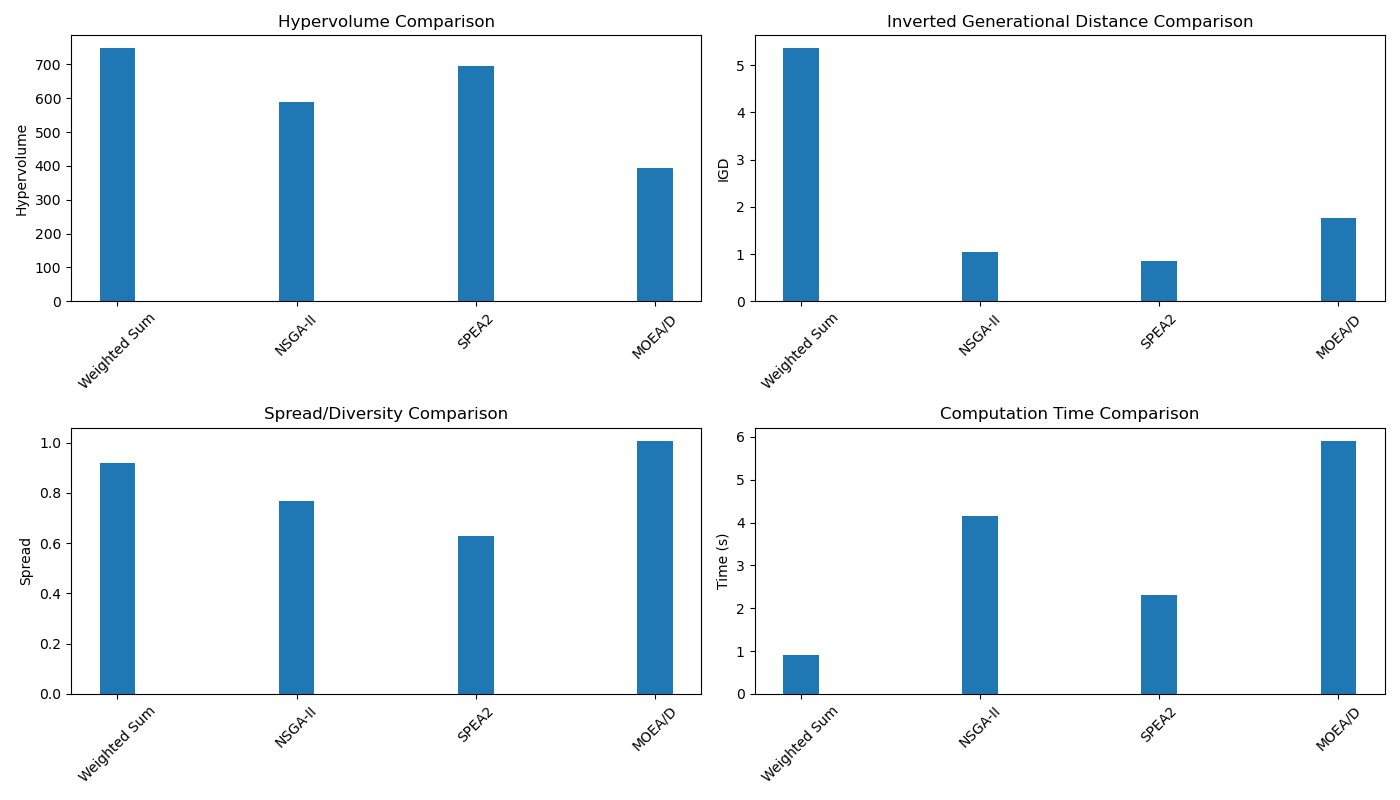 Hypervolume Comparison
Hypervolume
700
600
500
400
300
200
100
0
Weighted Sum
NSGA-II
SPEA2
MOEA/D
Inverted Generational Distance Comparison
IGD
5
4
3
2
1
0
Weighted Sum
NSGA-II
SPEA2
MOEA/D
Spread/Diversity Comparison
Spread
1.0
0.8
0.6
0.4
0.2
0.0
Weighted Sum
NSGA-II
SPEA2
MOEA/D
Computation Time Comparison
Time (s)
6
5
4
3
2
1
0
Weighted Sum
NSGA-II
SPEA2
MOEA/D